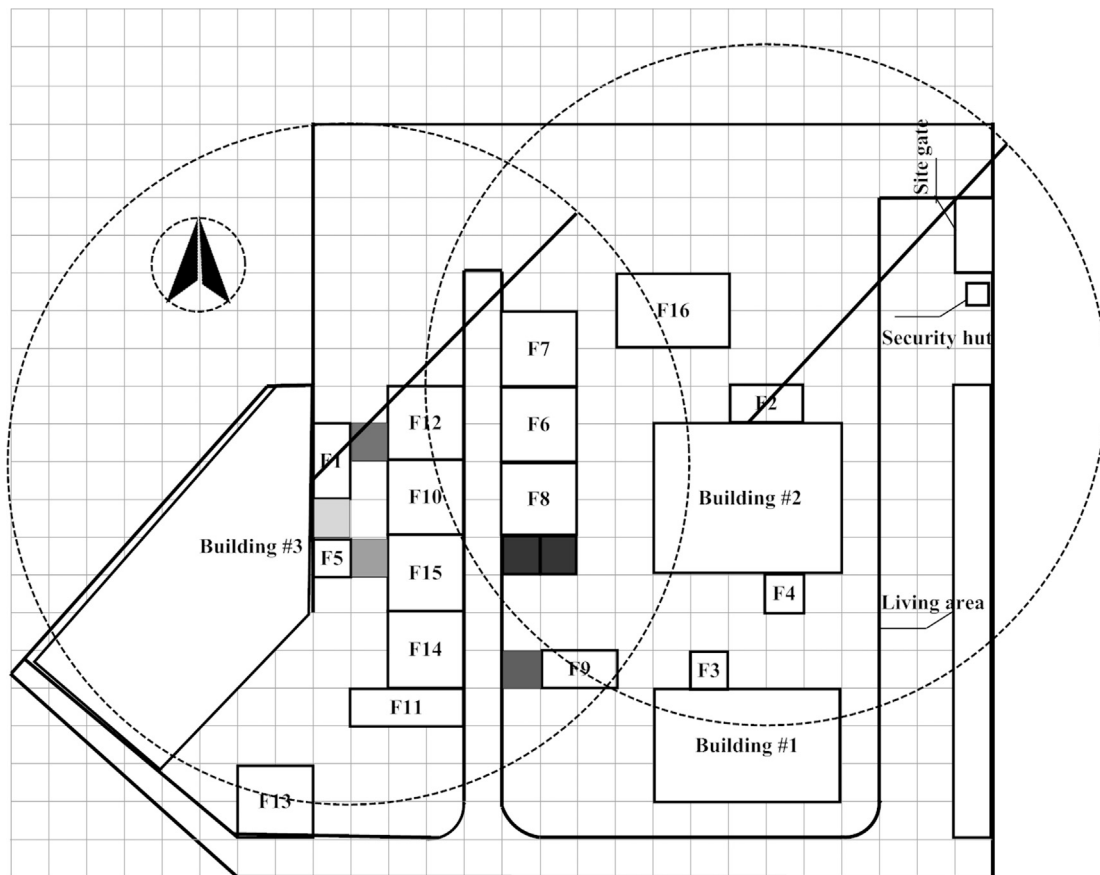 Site gate
F16
Security hut
F7
F2
F12
F6
F1
F10
F8
Building #2
Building #3
F5
F15
F4
Living area
F14
F9
F3
F11
Building #1
F13